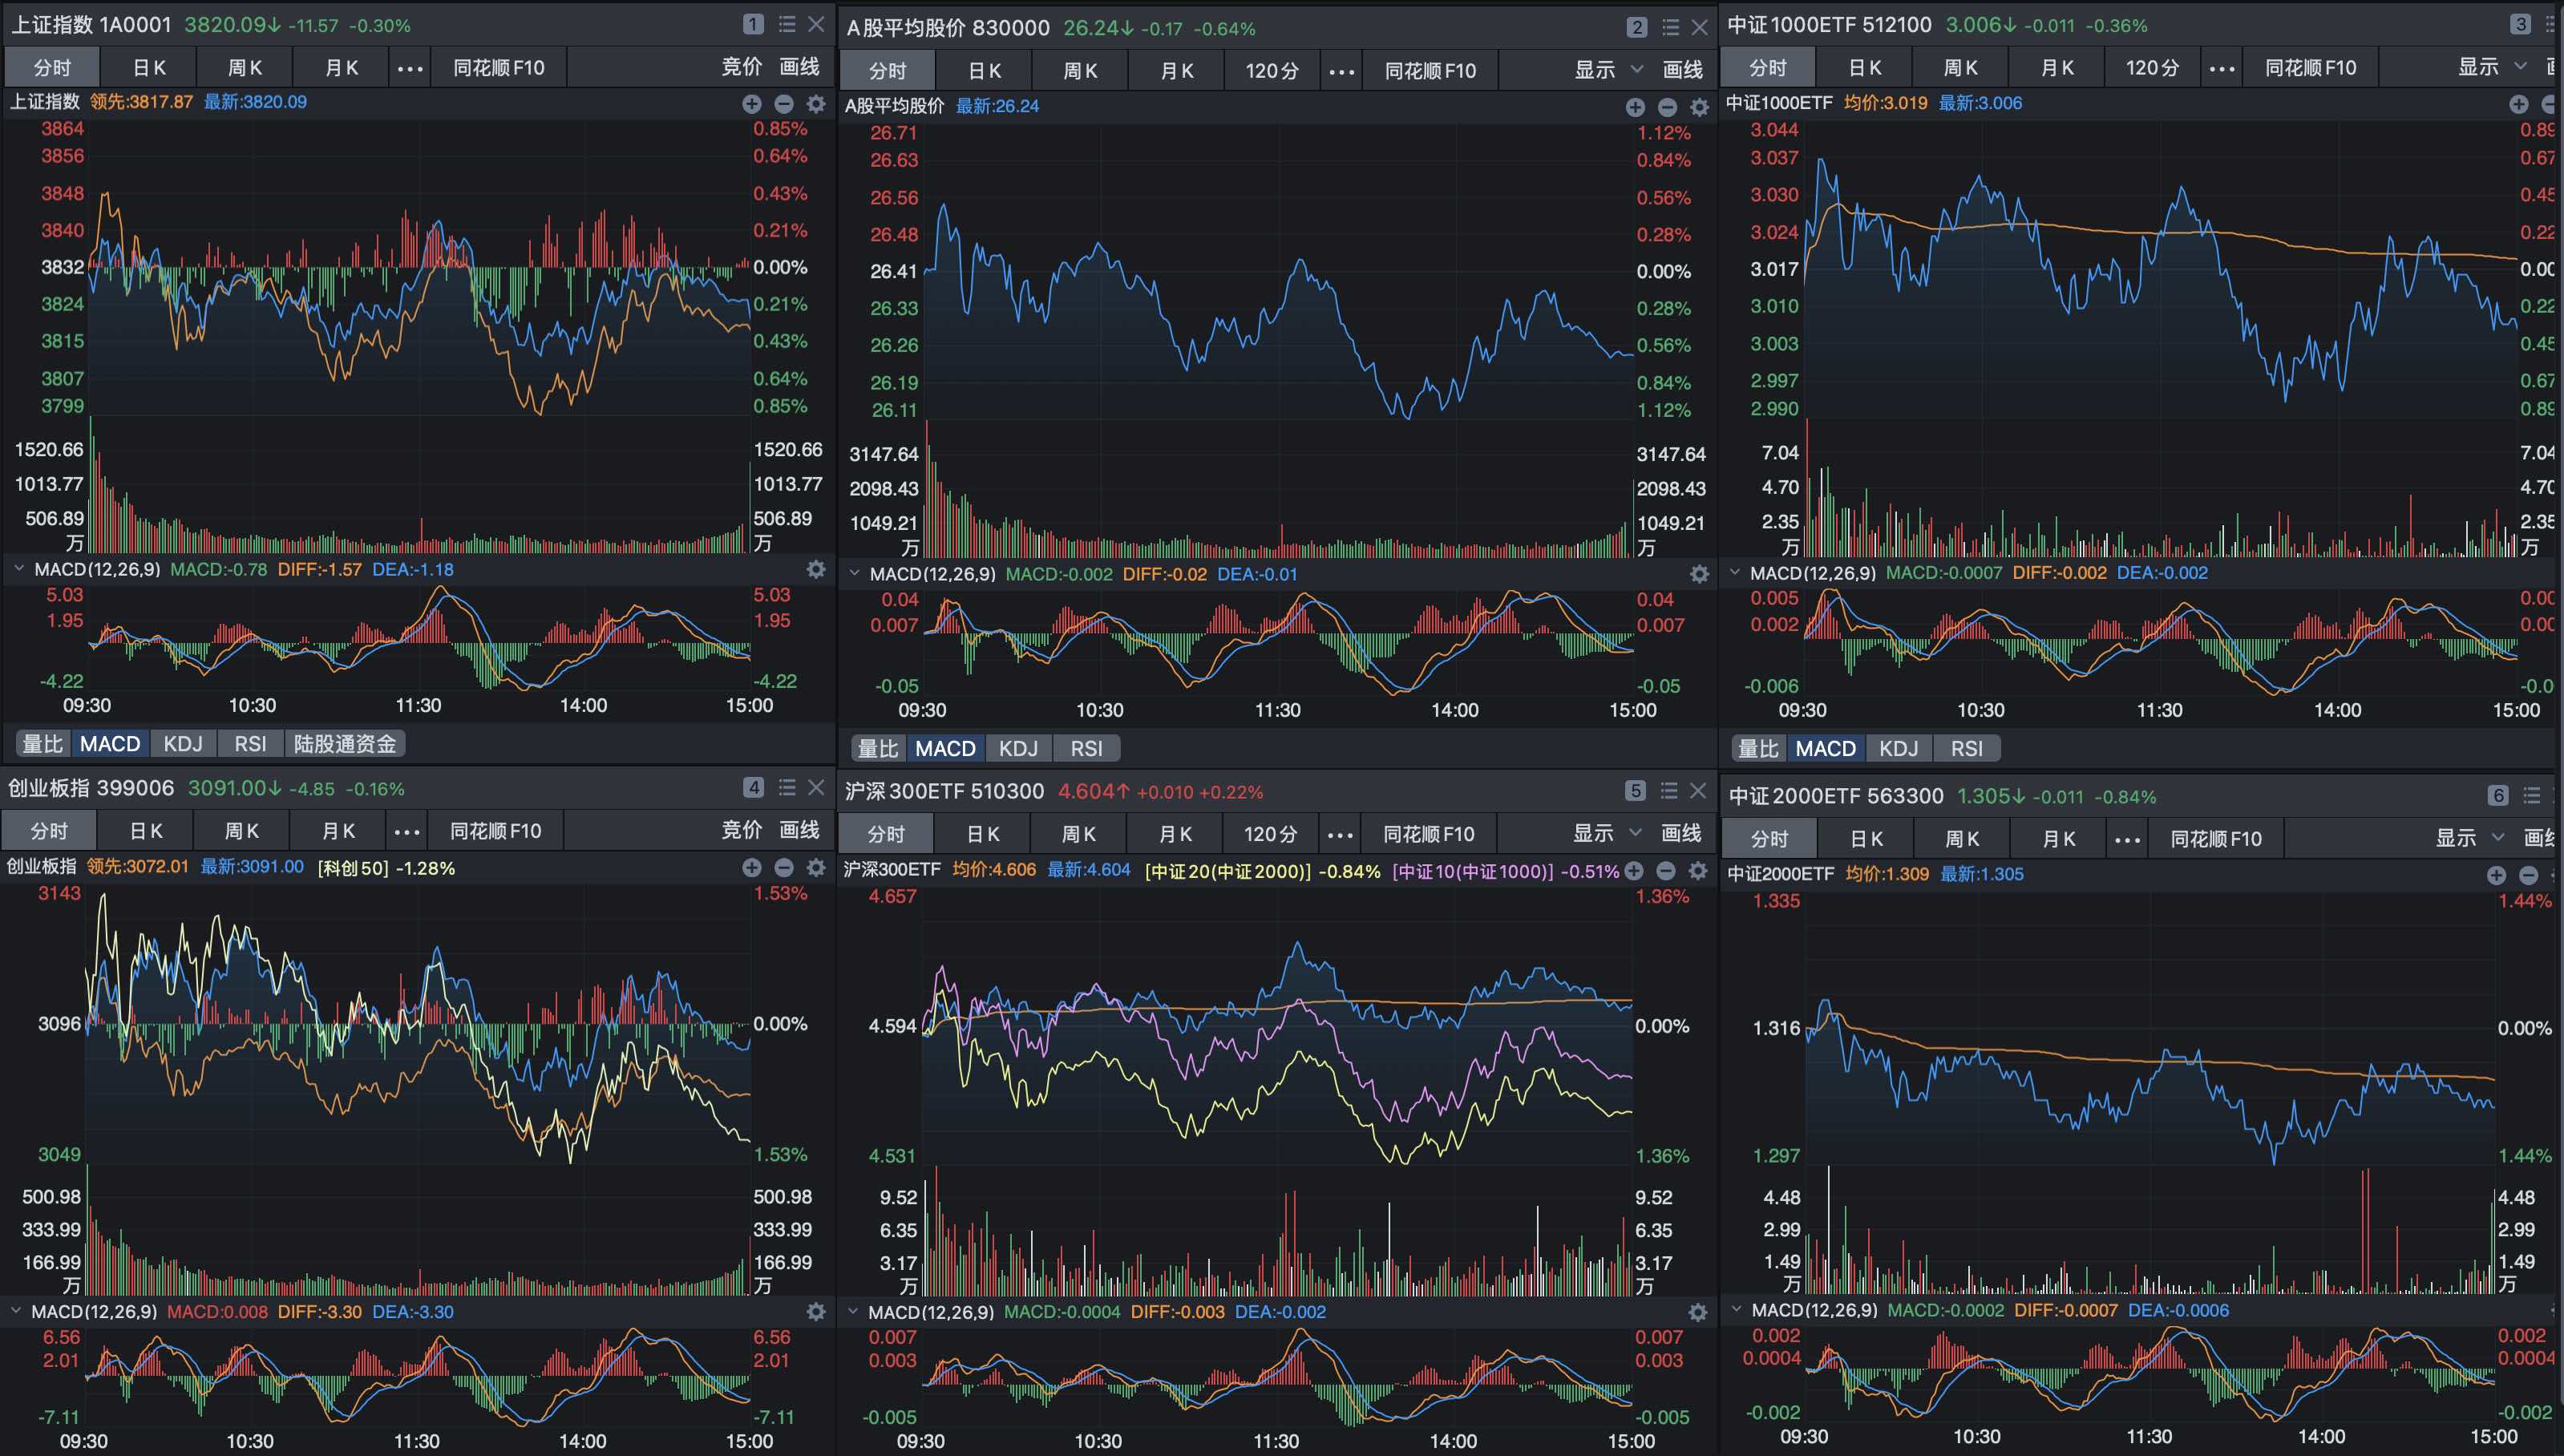 上证指数 1A0001 3820.09↓ -11.57 -0.30% 1
分时 日K 周K 月K ••• 同花顺F10 竞价 画线
上证指数 领先:3817.87 最新:3820.09
3864 0.85%
3856 0.64%
3848 0.43%
3840 0.21%
3832 0.00%
3824 0.21%
3815 0.43%
3807 0.64%
3799 0.85%
1520.66 1520.66
1013.77 1013.77
506.89 506.89
万 万
MACD(12,26,9) MACD:-0.78 DIFF:-1.57 DEA:-1.18
5.03 5.03
1.95 1.95
-4.22 -4.22
09:30 10:30 11:30 14:00 15:00
量比 MACD KDJ RSI 陆股通资金
A股平均股价 830000 26.24↓ -0.17 -0.64% 2
分时 日K 周K 月K 120分 ••• 同花顺F10 显示 画线
A股平均股价 最新:26.24
26.71 1.12%
26.63 0.84%
26.56 0.56%
26.48 0.28%
26.41 0.00%
26.33 0.28%
26.26 0.56%
26.19 0.84%
26.11 1.12%
3147.64 3147.64
2098.43 2098.43
1049.21 1049.21
万 万
MACD(12,26,9) MACD:-0.002 DIFF:-0.02 DEA:-0.01
0.04 0.04
0.007 0.007
-0.05 -0.05
09:30 10:30 11:30 14:00 15:00
量比 MACD KDJ RSI
中证1000ETF 512100 3.006↓ -0.011 -0.36% 3
分时 日K 周K 月K 120分 ••• 同花顺F10 显示
中证1000ETF 均价:3.019 最新:3.006
3.044 0.89
3.037 0.67
3.030 0.45
3.024 0.22
3.017 0.00
3.010 0.22
3.003 0.45
2.997 0.67
2.990 0.89
7.04 7.04
4.70 4.70
2.35 2.35
万 万
MACD(12,26,9) MACD:-0.0007 DIFF:-0.002 DEA:-0.002
0.005 0.00
0.002 0.00
-0.006 -0.0
09:30 10:30 11:30 14:00 15:00
量比 MACD KDJ RSI
创业板指 399006 3091.00↓ -4.85 -0.16% 4
分时 日K 周K 月K ••• 同花顺F10 竞价 画线
创业板指 领先:3072.01 最新:3091.00 [科创50] -1.28%
3143 1.53%
3096 0.00%
3049 1.53%
500.98 500.98
333.99 333.99
166.99 166.99
万 万
MACD(12,26,9) MACD:0.008 DIFF:-3.30 DEA:-3.30
6.56 6.56
2.01 2.01
-7.11 -7.11
09:30 10:30 11:30 14:00 15:00
沪深300ETF 510300 4.604↑ +0.010 +0.22% 5
分时 日K 周K 月K 120分 ••• 同花顺F10 显示 画线
沪深300ETF 均价:4.606 最新:4.604 [中证20(中证2000)] -0.84% [中证10(中证1000)] -0.51%
4.657 1.36%
4.594 0.00%
4.531 1.36%
9.52 9.52
6.35 6.35
3.17 3.17
万 万
MACD(12,26,9) MACD:-0.0004 DIFF:-0.003 DEA:-0.002
0.007 0.007
0.003 0.003
-0.005 -0.005
09:30 10:30 11:30 14:00 15:00
中证2000ETF 563300 1.305↓ -0.011 -0.84% 6
分时 日K 周K 月K ••• 同花顺F10 显示 画线
中证2000ETF 均价:1.309 最新:1.305
1.335 1.44%
1.316 0.00%
1.297 1.44%
4.48 4.48
2.99 2.99
1.49 1.49
万 万
MACD(12,26,9) MACD:-0.0002 DIFF:-0.0007 DEA:-0.0006
0.002 0.002
0.0004 0.0004
-0.002 -0.002
09:30 10:30 11:30 14:00 15:00